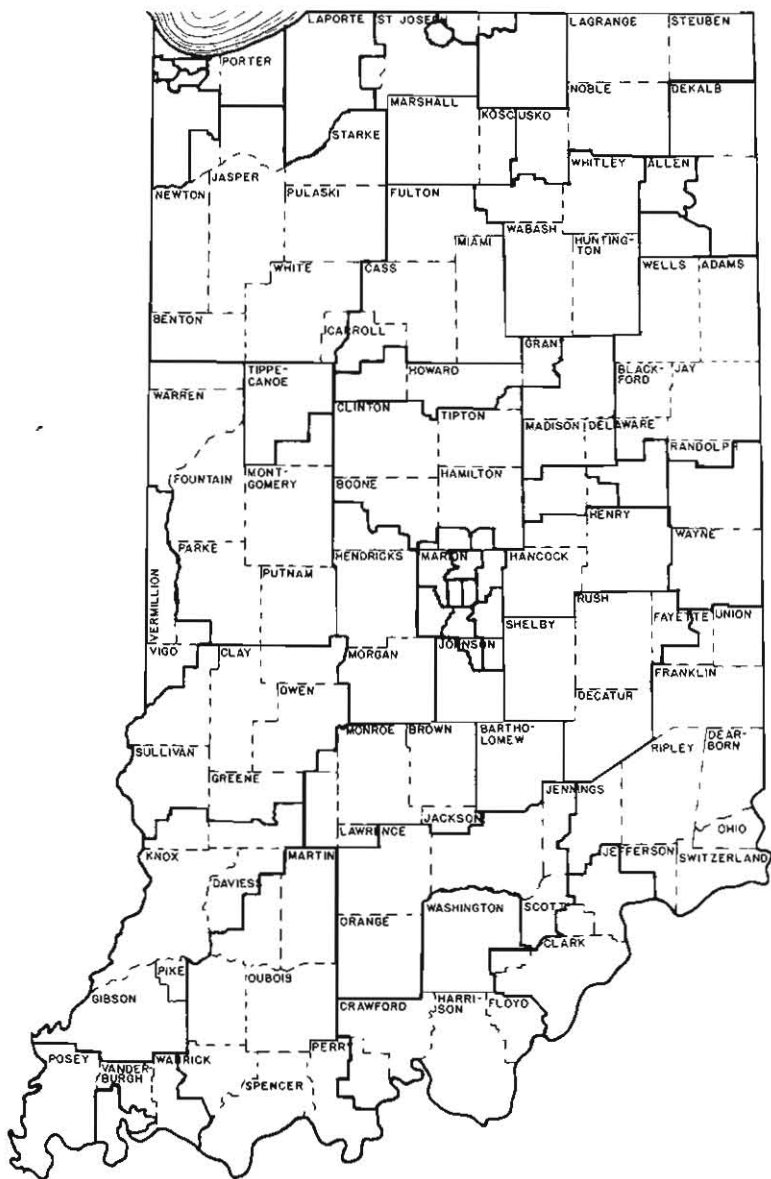 LAPORTE
ST JOSEPH
LAGRANGE
STEUBEN
PORTER
NOBLE
DEKALB
MARSHALL
KOSCIUSKO
STARKE
WHITLEY
ALLEN
JASPER
NEWTON
PULASKI
FULTON
WABASH
MIAMI
HUNTING-
TON
WHITE
CASS
WELLS
ADAMS
BENTON
CARROLL
GRANT
TIPPE-
CANOE
HOWARD
BLACK-
FORD
JAY
WARREN
CLINTON
TIPTON
MADISON
DELAWARE
RANDOLPH
FOUNTAIN
MONT-
GOMERY
BOONE
HAMILTON
HENRY
WAYNE
PARKE
HENDRICKS
MARION
HANCOCK
PUTNAM
VERMILLION
RUSH
SHELBY
FAYETTE
UNION
VIGO
CLAY
MORGAN
JOHNSON
FRANKLIN
OWEN
DECATUR
MONROE
BROWN
BARTHO-
LOMEW
DEAR-
BORN
RIPLEY
SULLIVAN
GREENE
JENNINGS
JACKSON
OHIO
LAWRENCE
KNOX
MARTIN
JEFFERSON
SWITZERLAND
DAVIESS
WASHINGTON
SCOTT
ORANGE
CLARK
PIKE
DUBOIS
GIBSON
CRAWFORD
HARRI-
SON
FLOYD
PERRY
POSEY
VANDER-
BURGH
WARRICK
SPENCER